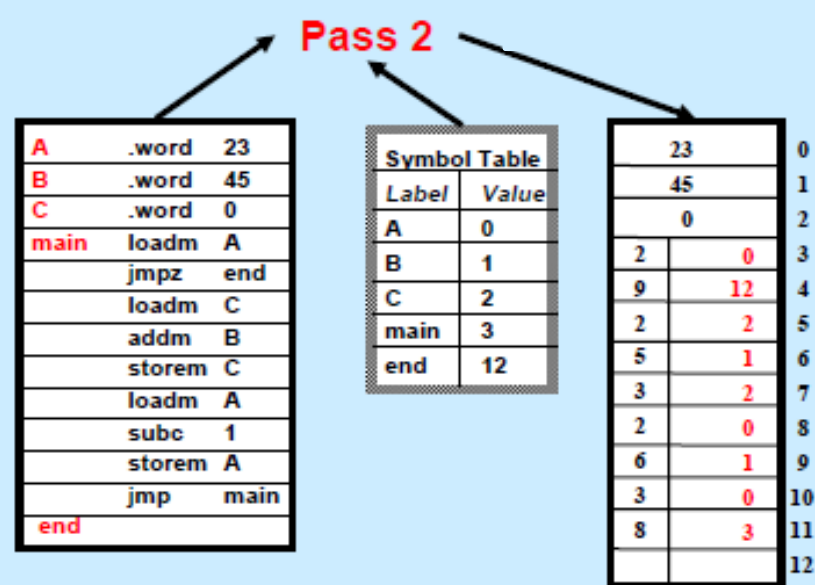 Pass 2
A .word 23
B .word 45
C .word 0
main loadm A
jmpz end
loadm C
addm B
storem C
loadm A
subc 1
storem A
jmp main
end
Symbol Table
Label Value
A 0
B 1
C 2
main 3
end 12
23 0
45 1
0 2
2 0 3
9 12 4
2 2 5
5 1 6
3 2 7
2 0 8
6 1 9
3 0 10
8 3 11
12